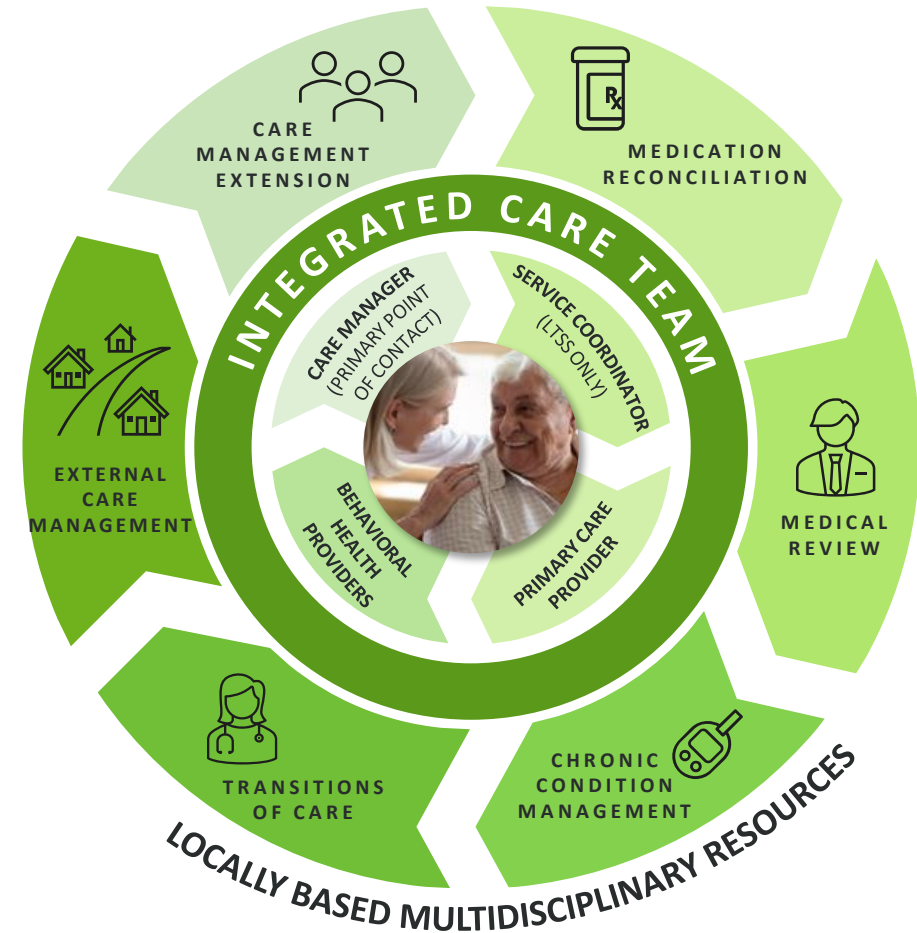 CARE
MANAGEMENT
EXTENSION
Rx
MEDICATION
RECONCILIATION
INTEGRATED CARE TEAM
CARE MANAGER
(PRIMARY POINT
OF CONTACT)
SERVICE COORDINATOR
(LTSS ONLY)
EXTERNAL
CARE
MANAGEMENT
MEDICAL
REVIEW
BEHAVIORAL
HEALTH
PROVIDERS
PRIMARY CARE
PROVIDER
TRANSITIONS
OF CARE
CHRONIC
CONDITION
MANAGEMENT
LOCALLY BASED MULTIDISCIPLINARY RESOURCES